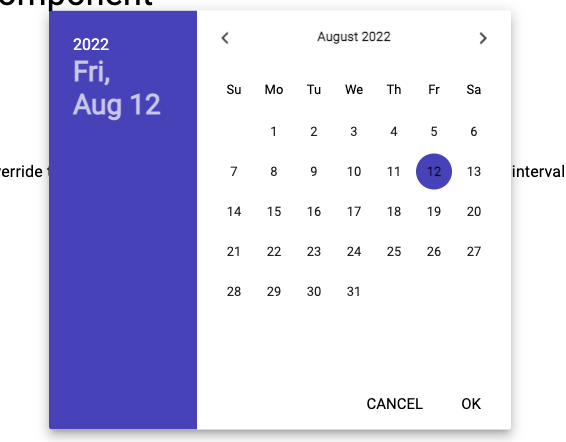 omponent
2022
Fri,
Aug 12
August 2022
Su Mo Tu We Th Fr Sa
1 2 3 4 5 6
7 8 9 10 11 12 13
14 15 16 17 18 19 20
21 22 23 24 25 26 27
28 29 30 31
erride t
interval
CANCEL OK